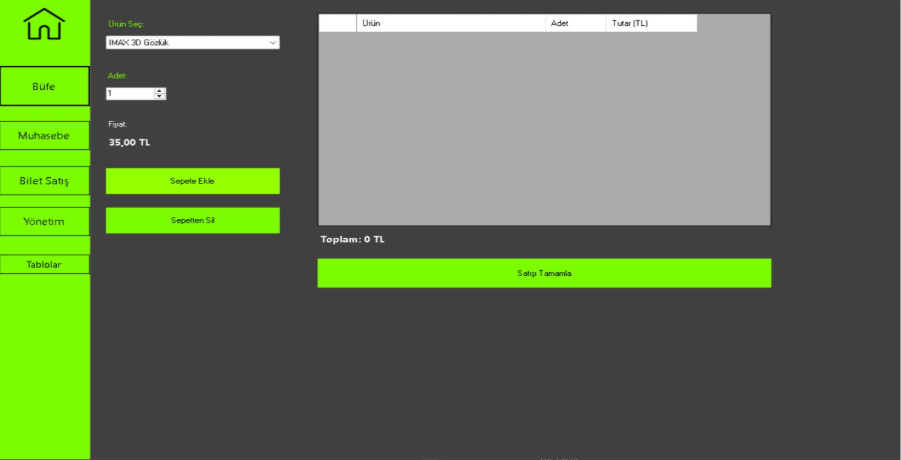 Büfe
Muhasebe
Bilet Satış
Yönetim
Tablolar
Ürün Seç:
IMAX 3D Gözlük
Adet:
1
Fiyat:
35,00 TL
Sepete Ekle
Sepetten Sil
Ürün Adet Tutar (TL)
Toplam: 0 TL
Satışı Tamamla